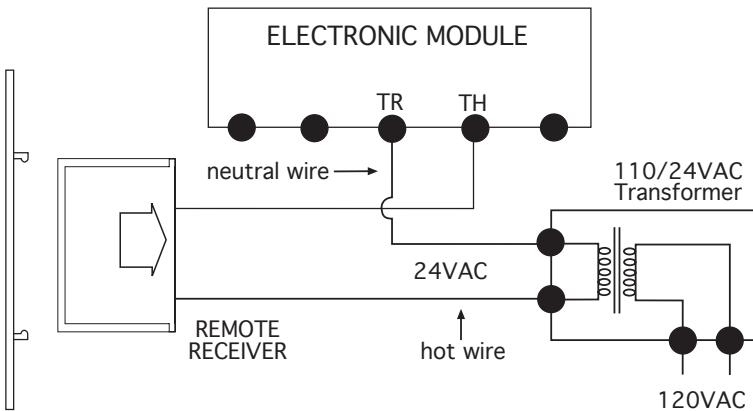 ELECTRONIC MODULE
TR
TH
neutral wire
110/24VAC
Transformer
24VAC
REMOTE
RECEIVER
hot wire
120VAC